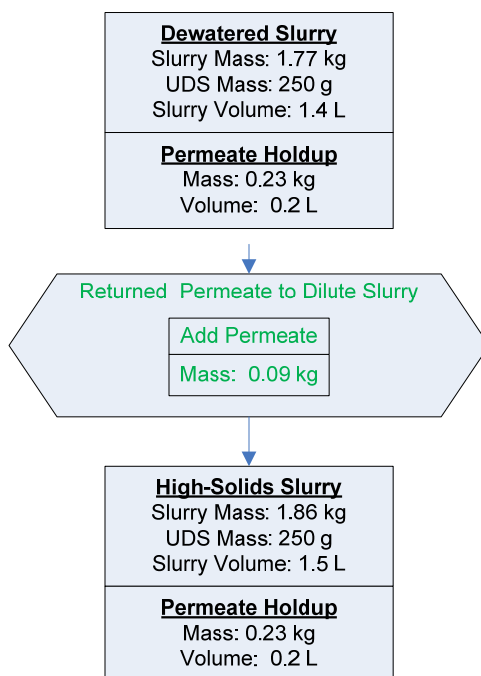 Dewatered Slurry
Slurry Mass: 1.77 kg
UDS Mass: 250 g
Slurry Volume: 1.4 L
Permeate Holdup
Mass: 0.23 kg
Volume: 0.2 L
Returned Permeate to Dilute Slurry
Add Permeate
Mass: 0.09 kg
High-Solids Slurry
Slurry Mass: 1.86 kg
UDS Mass: 250 g
Slurry Volume: 1.5 L
Permeate Holdup
Mass: 0.23 kg
Volume: 0.2 L